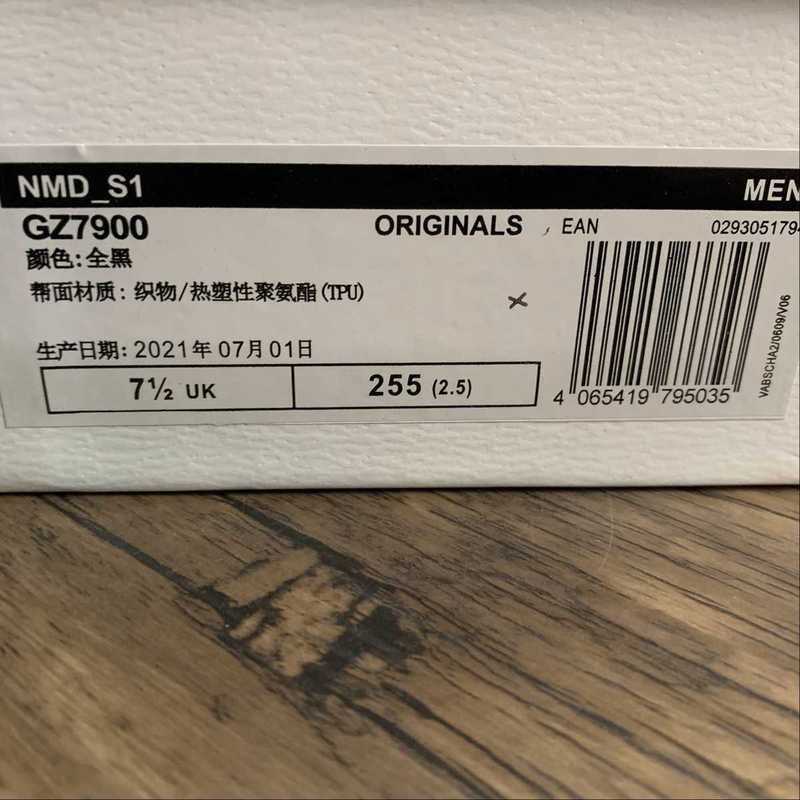 NMD_S1 MEN
GZ7900 ORIGINALS EAN 0293051794
颜色:全黑
帮面材质: 织物/热塑性聚氨酯(TPU)
生产日期: 2021年07月01日
7½ UK 255 (2.5)
4 065419 795035
VABSCHA2/0609/V06